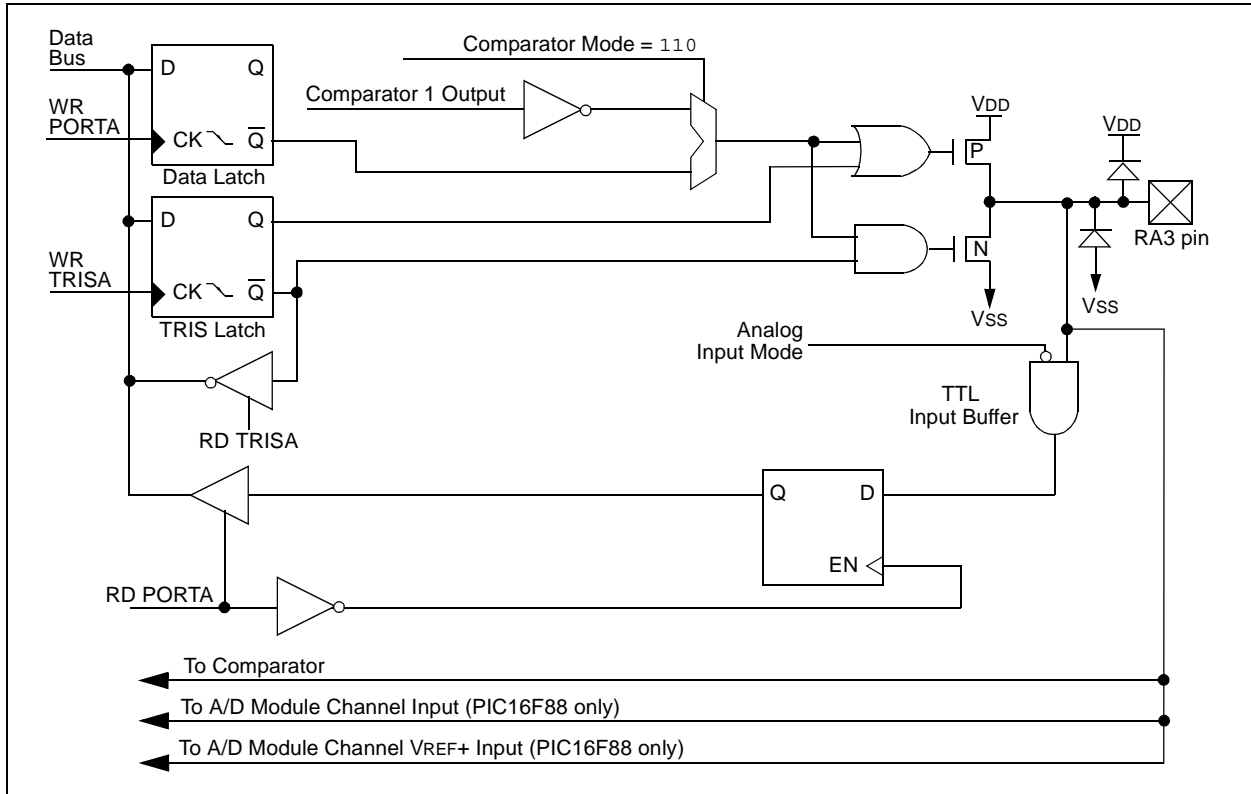 Data
Bus
D
Q
WR
PORTA
CK
Q
Data Latch
Comparator Mode = 110
Comparator 1 Output
VDD
P
VDD
RA3 pin
D
Q
WR
TRISA
CK
Q
TRIS Latch
N
VSS
VSS
Analog
Input Mode
TTL
Input Buffer
RD TRISA
Q
D
EN
RD PORTA
To Comparator
To A/D Module Channel Input (PIC16F88 only)
To A/D Module Channel VREF+ Input (PIC16F88 only)